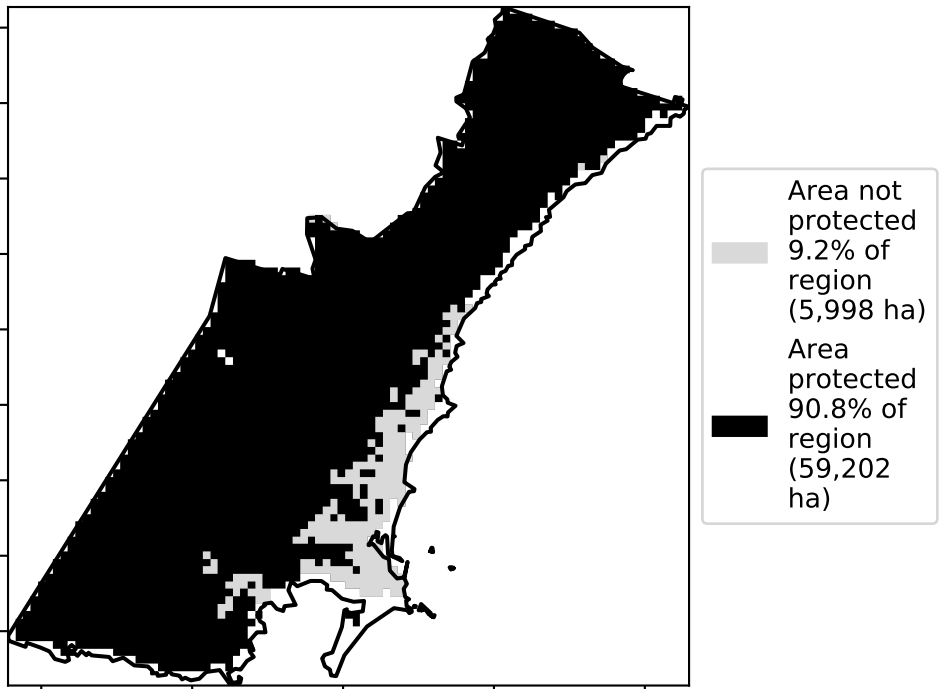 Area not
protected
9.2% of
region
(5,998 ha)
Area
protected
90.8% of
region
(59,202
ha)